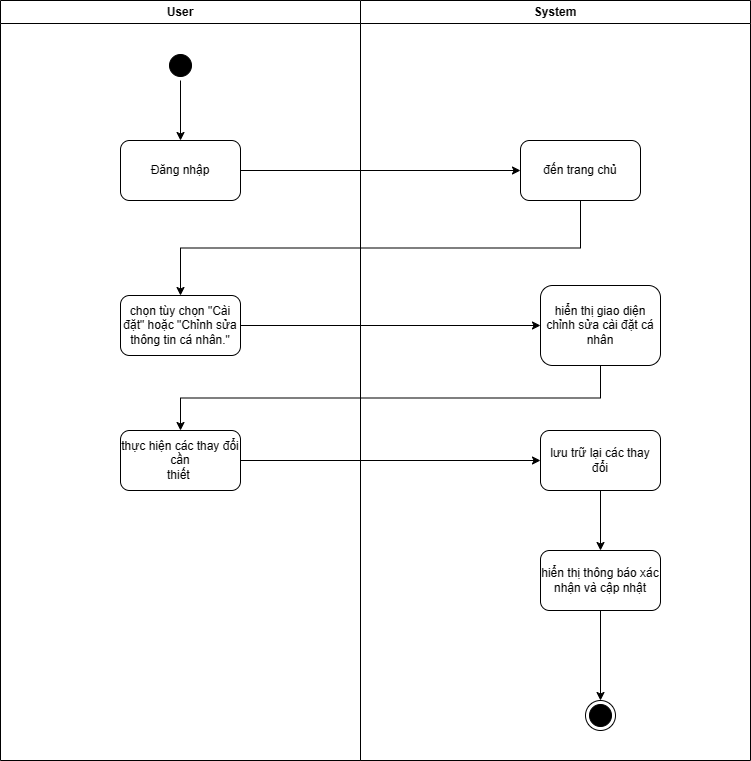 User
System
Đăng nhập
đến trang chủ
chọn tùy chọn "Cài
đặt" hoặc "Chỉnh sửa
thông tin cá nhân."
hiển thị giao diện
chỉnh sửa cài đặt cá
nhân
thực hiện các thay đổi
cần
thiết
lưu trữ lại các thay
đổi
hiển thị thông báo xác
nhận và cập nhật